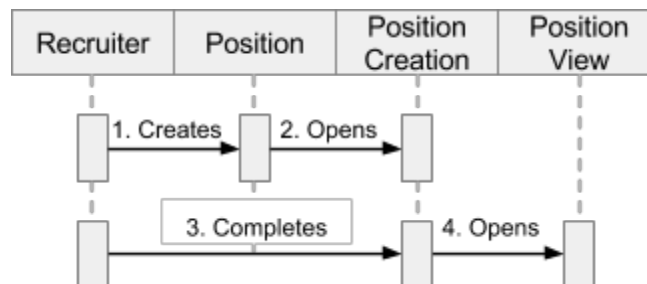 Recruiter
Position
Position
Creation
Position
View
1. Creates
2. Opens
3. Completes
4. Opens